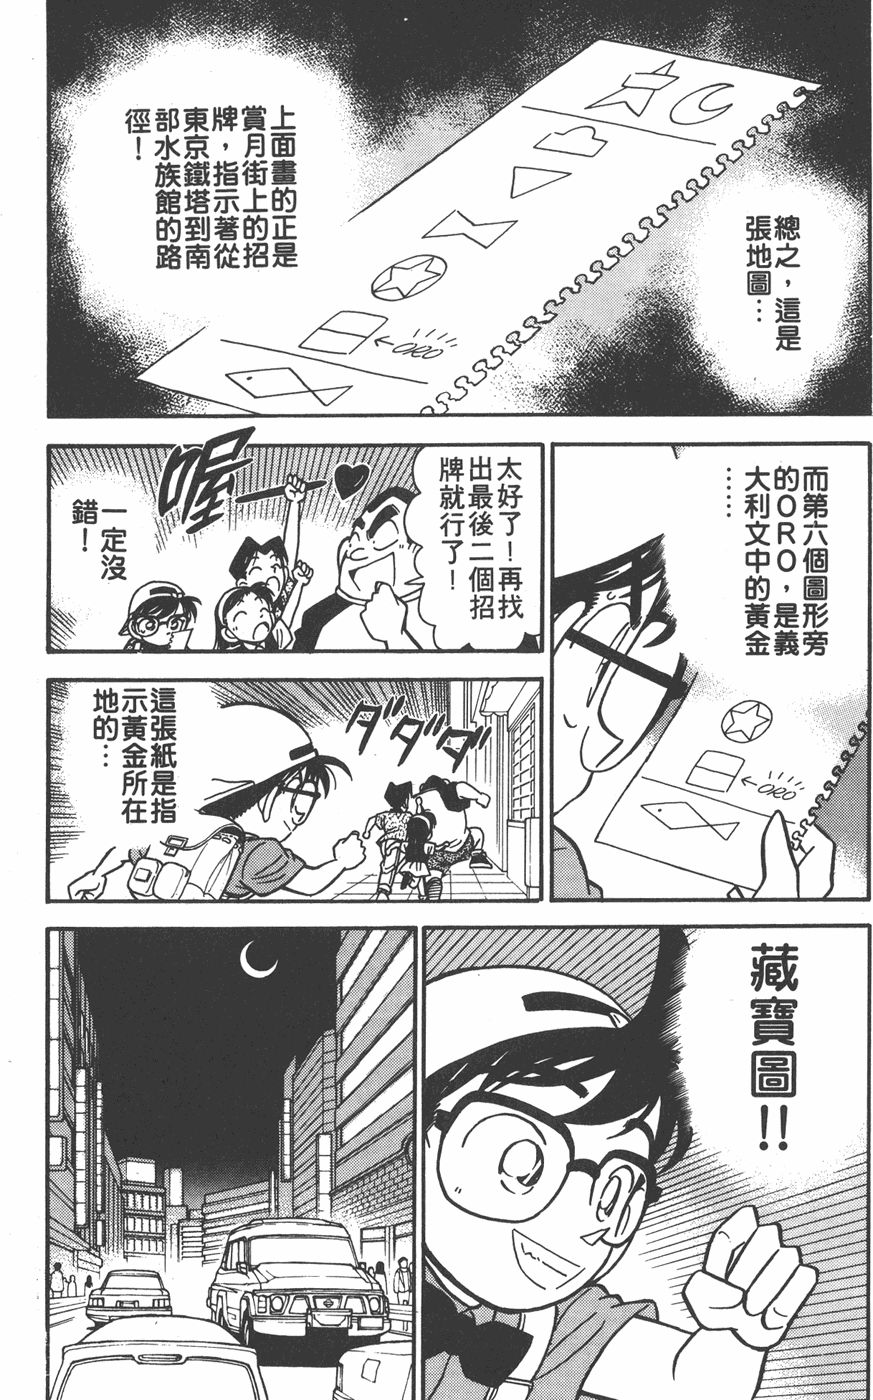 總之，這是
張地圖…
上面畫的正是
賞月街上的招
牌，指示著從
東京鐵塔到南
部水族館的路
徑！
←ORO
而第六個圖形旁
的ORO，是義
大利文中的黃金
……
←ORO
太好了！再找
出最後二個招
牌就行了！
喔
一定沒
錯！
ダダダッ
這張紙是指
示黃金所在
地的…
藏寶圖!!